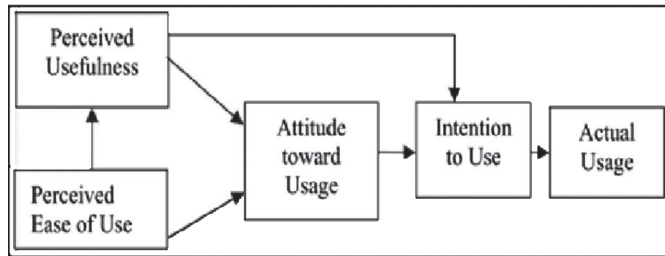 Perceived
Usefulness
Perceived
Ease of Use
Attitude
toward
Usage
Intention
to Use
Actual
Usage